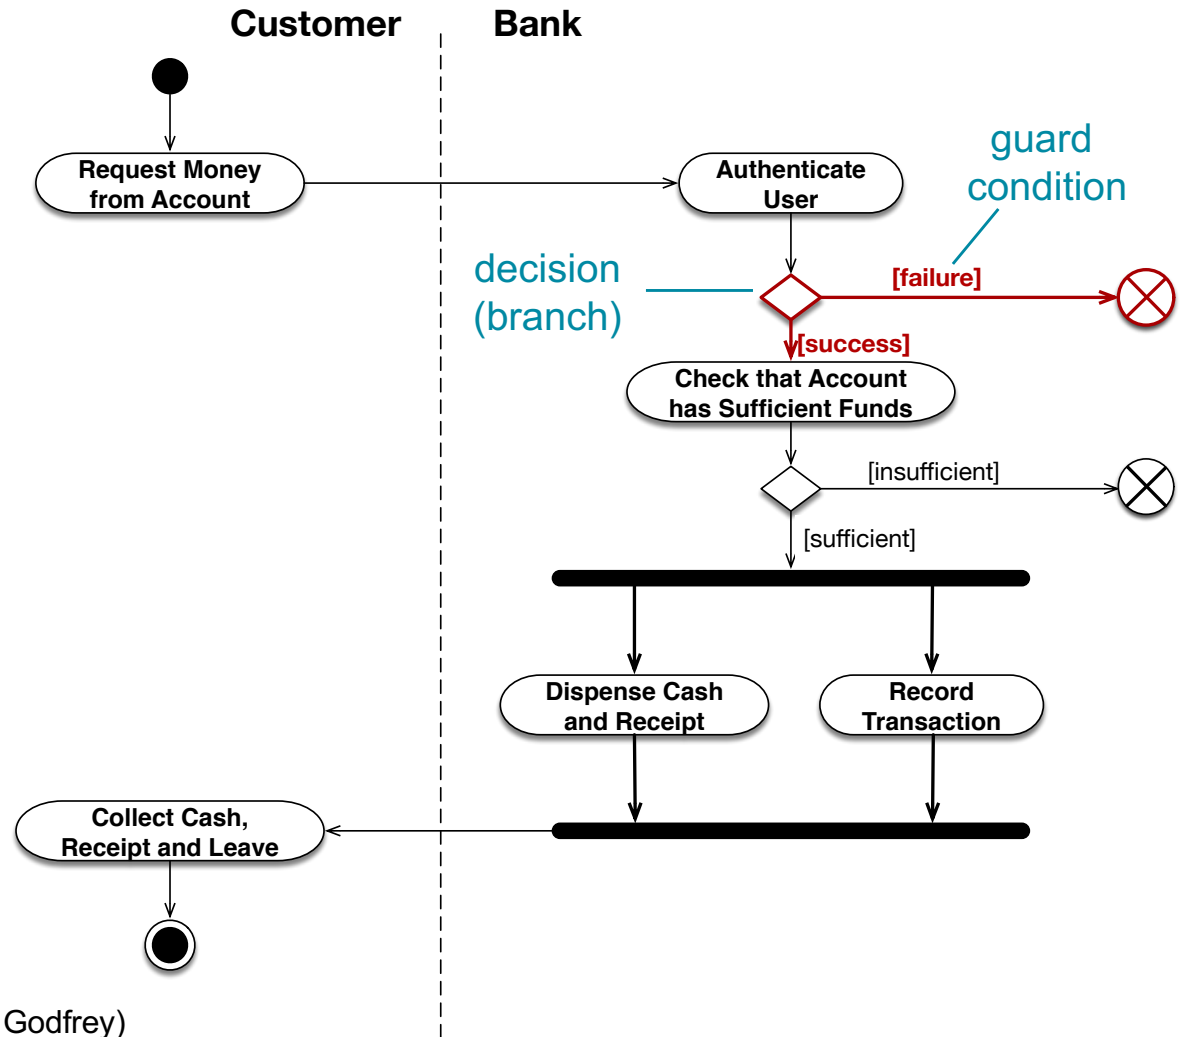 Customer
Bank
Request Money
from Account
Authenticate
User
guard
condition
decision
(branch)
[failure]
[success]
Check that Account
has Sufficient Funds
[insufficient]
[sufficient]
Dispense Cash
and Receipt
Record
Transaction
Collect Cash,
Receipt and Leave
Godfrey)